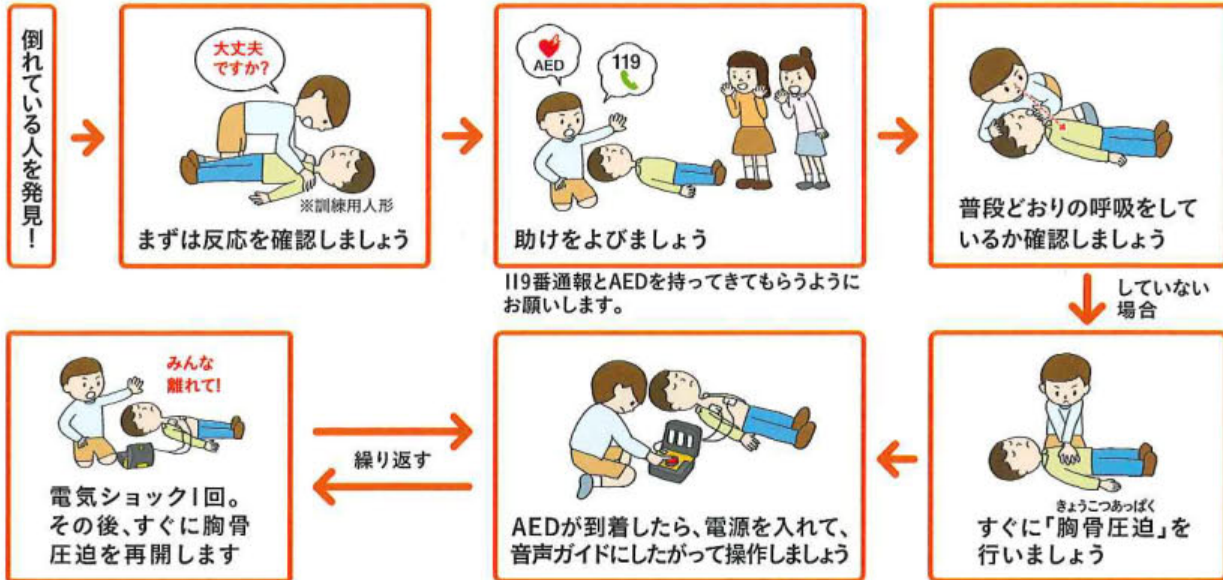 倒れている人を発見！
大丈夫
ですか？
※訓練用人形
まずは反応を確認しましょう
AED
119
助けをよびましょう
119番通報とAEDを持ってきてもらうように
お願いします。
普段どおりの呼吸をして
いるか確認しましょう
していない
場合
きょうこつあっぱく
すぐに「胸骨圧迫」を
行いましょう
AEDが到着したら、電源を入れて、
音声ガイドにしたがって操作しましょう
繰り返す
みんな
離れて！
電気ショック1回。
その後、すぐに胸骨
圧迫を再開します